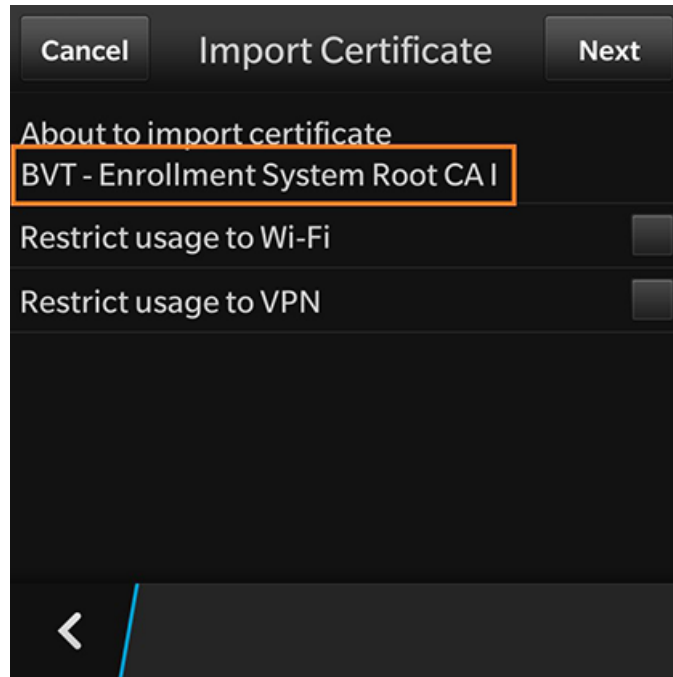 Cancel Import Certificate Next
About to import certificate
BVT - Enrollment System Root CA I
Restrict usage to Wi-Fi
Restrict usage to VPN